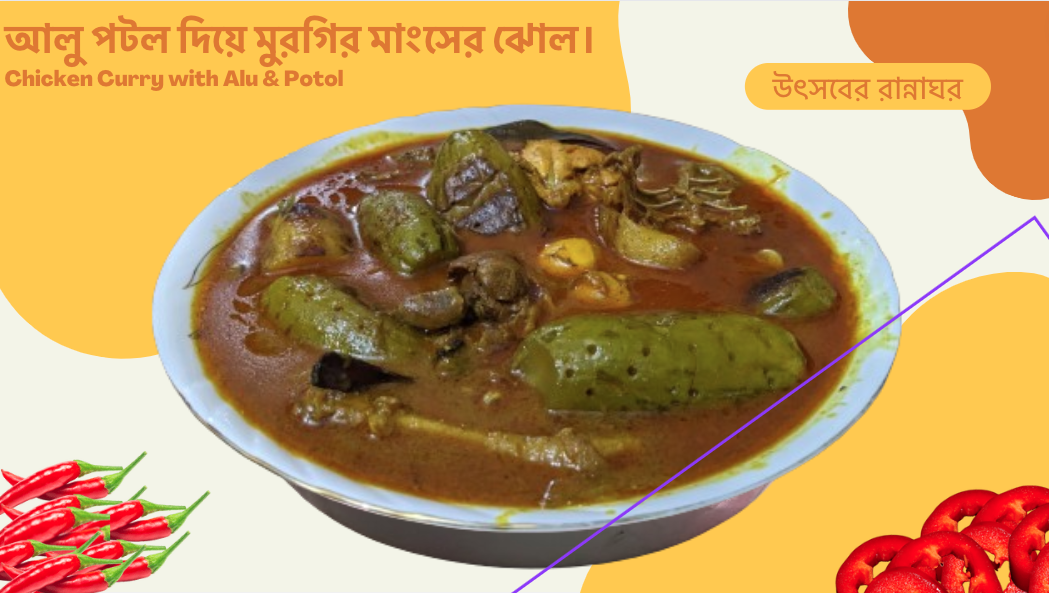 আলু পটল দিয়ে মুরগির মাংসের ঝোল।
Chicken Curry with Alu & Potol
উৎসবের রান্নাঘর